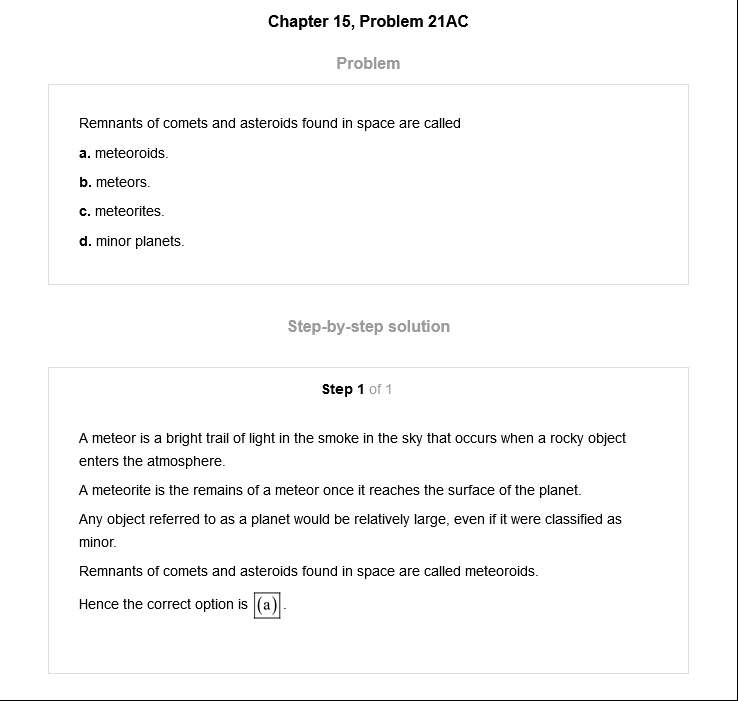 Chapter 15, Problem 21AC
Problem
Remnants of comets and asteroids found in space are called
a. meteoroids.
b. meteors.
c. meteorites.
d. minor planets.
Step-by-step solution
Step 1 of 1
A meteor is a bright trail of light in the smoke in the sky that occurs when a rocky object
enters the atmosphere.
A meteorite is the remains of a meteor once it reaches the surface of the planet.
Any object referred to as a planet would be relatively large, even if it were classified as
minor.
Remnants of comets and asteroids found in space are called meteoroids.
Hence the correct option is (a).